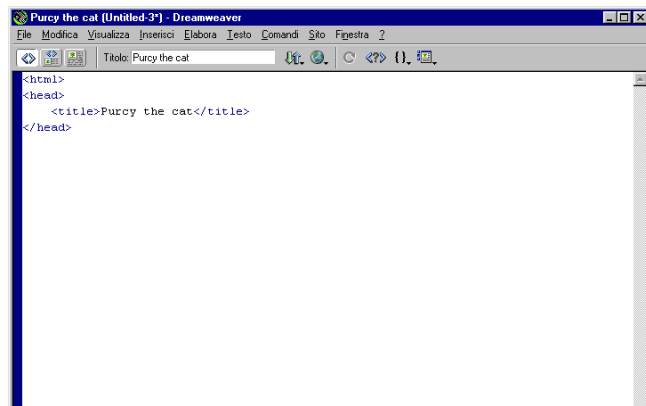 Purcy the cat (Untitled-3*) - Dreamweaver
File Modifica Visualizza Inserisci Elabora Testo Comandi Sito Finestra ?
Titolo: Purcy the cat
<html>
<head>
<title>Purcy the cat</title>
</head>